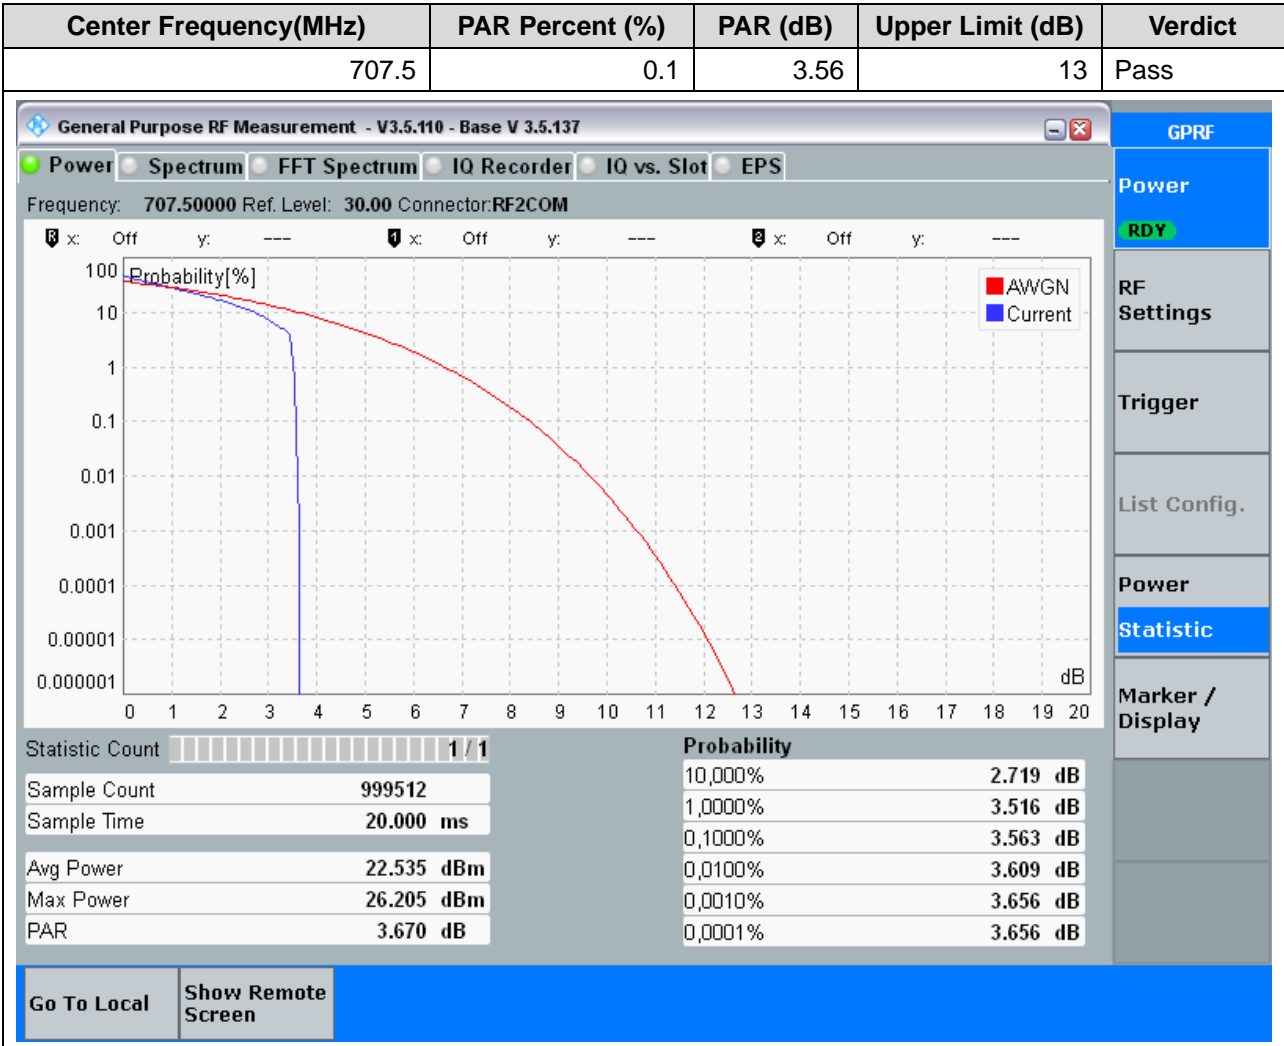 Center Frequency(MHz) PAR Percent (%) PAR (dB) Upper Limit (dB) Verdict
707.5 0.1 3.56 13 Pass
General Purpose RF Measurement - V3.5.110 - Base V 3.5.137
GPRF
Power Spectrum FFT Spectrum IQ Recorder IQ vs. Slot EPS
Frequency: 707.50000 Ref. Level: 30.00 Connector:RF2COM
R x: Off y: --- 1 x: Off y: --- 2 x: Off y: ---
Probability[%]
AWGN
Current
100
10
1
0.1
0.01
0.001
0.0001
0.00001
0.000001
dB
0 1 2 3 4 5 6 7 8 9 10 11 12 13 14 15 16 17 18 19 20
Statistic Count 1 / 1
Sample Count 999512
Sample Time 20.000 ms
Avg Power 22.535 dBm
Max Power 26.205 dBm
PAR 3.670 dB
Probability
10,000% 2.719 dB
1,0000% 3.516 dB
0,1000% 3.563 dB
0,0100% 3.609 dB
0,0010% 3.656 dB
0,0001% 3.656 dB
Power
RDY
RF
Settings
Trigger
List Config.
Power
Statistic
Marker /
Display
Go To Local
Show Remote
Screen